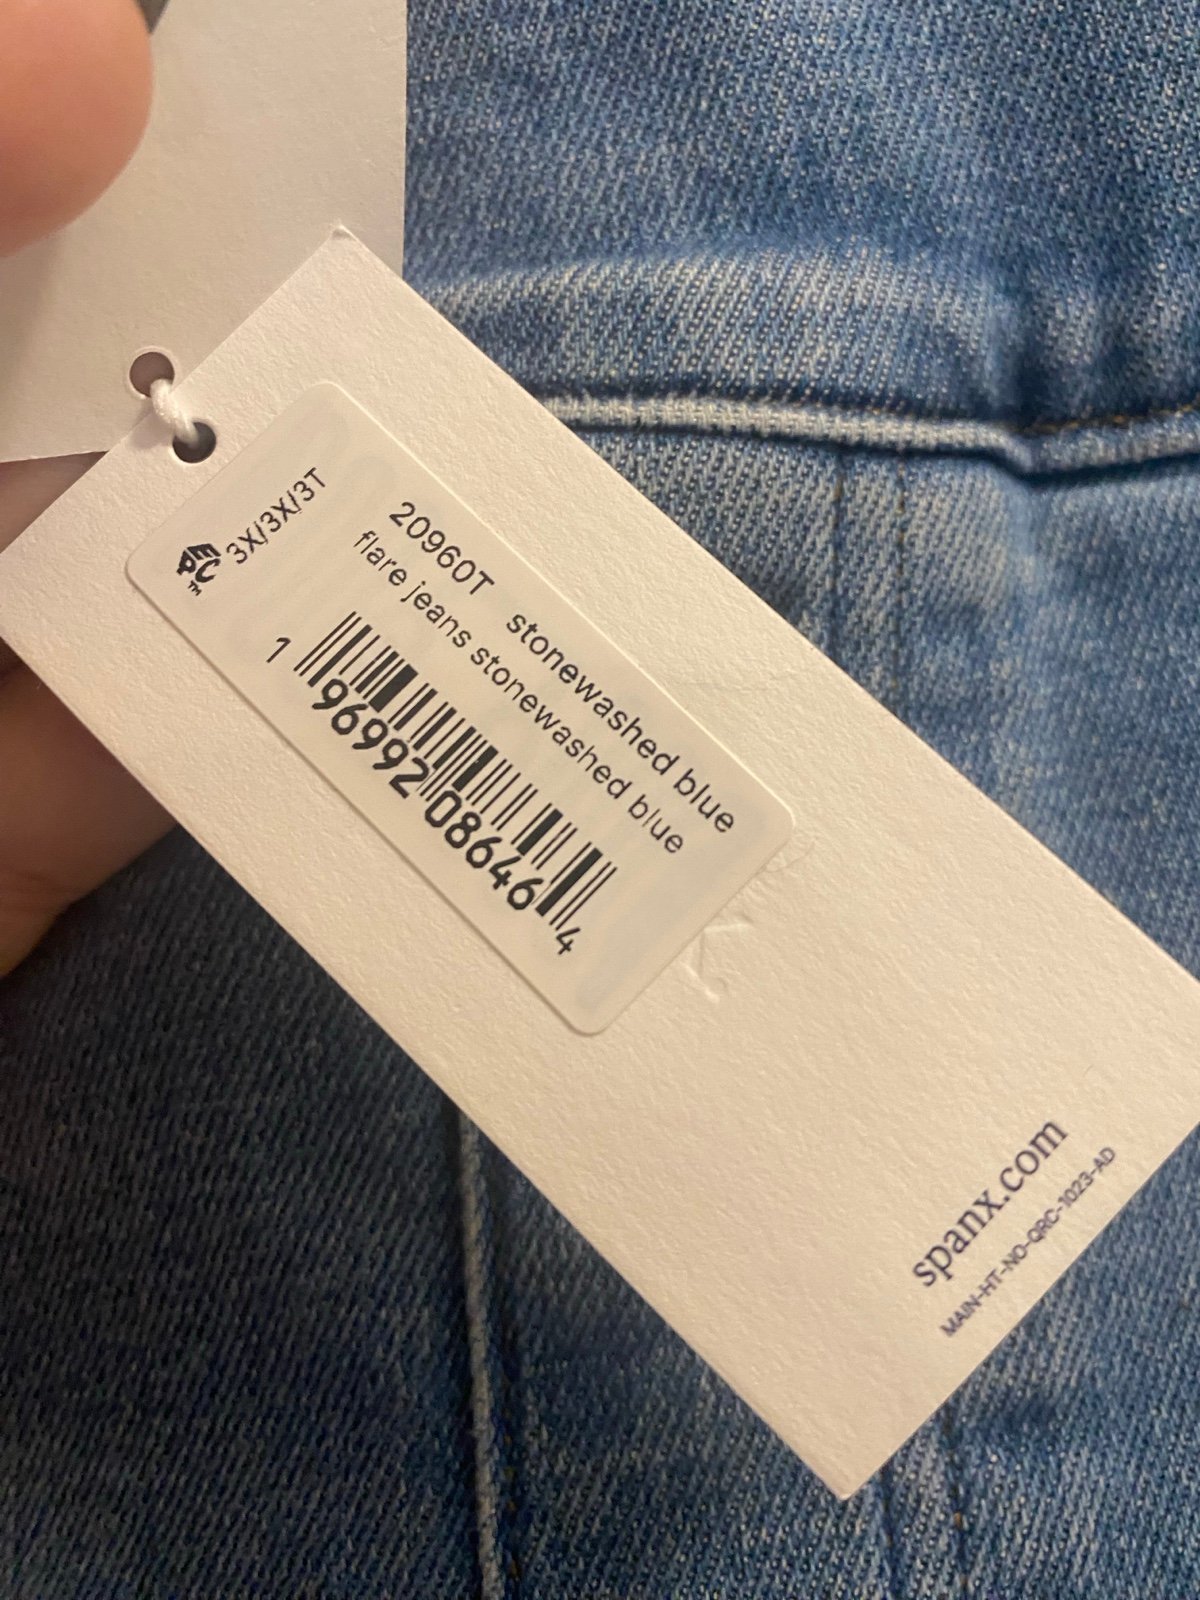 EPC™ 3X/3X/3T
20960T stonewashed blue
flare jeans stonewashed blue
1 96992 08646 4
spanx.com
MAIN-HT-NO-QRC-1023-AD